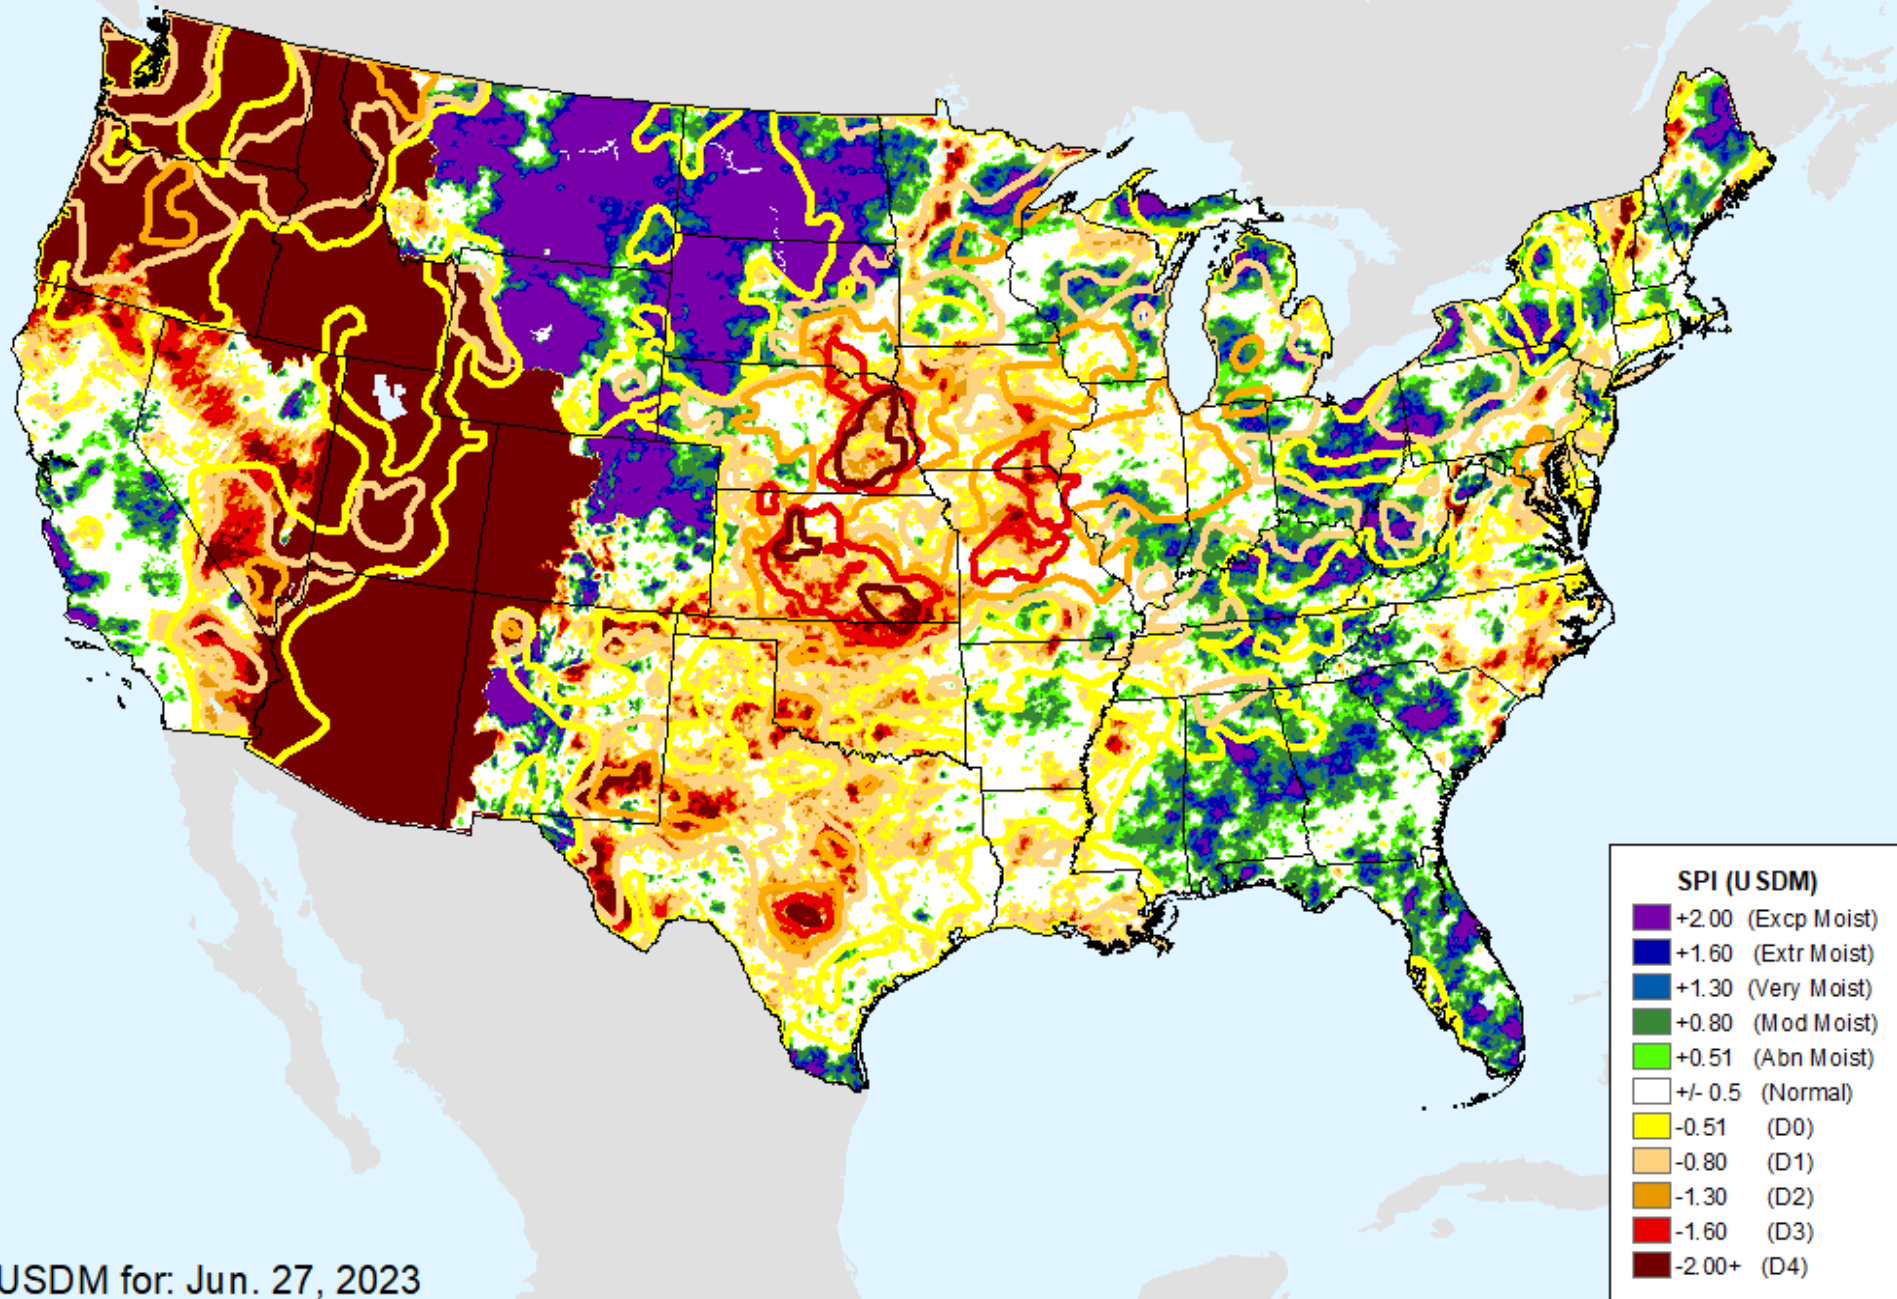 SPI (USDM)
+2.00 (Excp Moist)
+1.60 (Extr Moist)
+1.30 (Very Moist)
+0.80 (Mod Moist)
+0.51 (Abn Moist)
+/- 0.5 (Normal)
-0.51 (D0)
-0.80 (D1)
-1.30 (D2)
-1.60 (D3)
-2.00+ (D4)
USDM for: Jun. 27, 2023